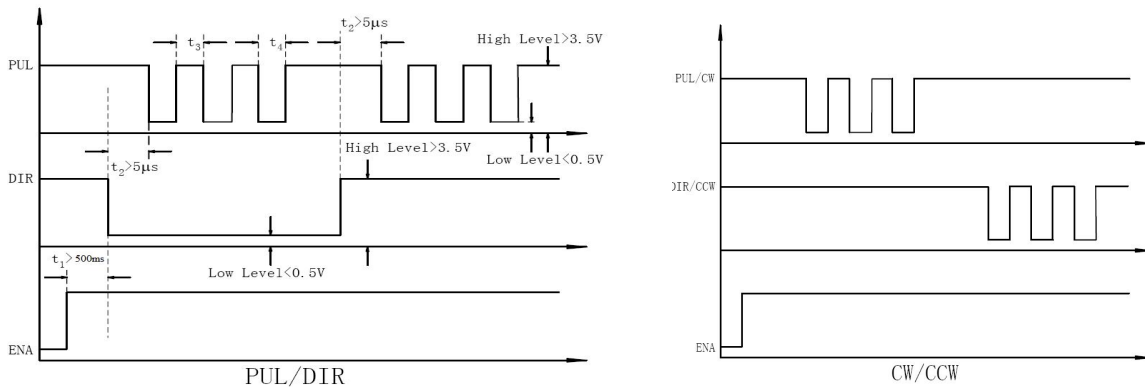 t2>5μs
High Level>3.5V
t3
t4
PUL
Low Level<0.5V
t2>5μs
High Level>3.5V
DIR
t1>500ms
Low Level<0.5V
ENA
PUL/DIR
PUL/CW
DIR/CCW
ENA
CW/CCW